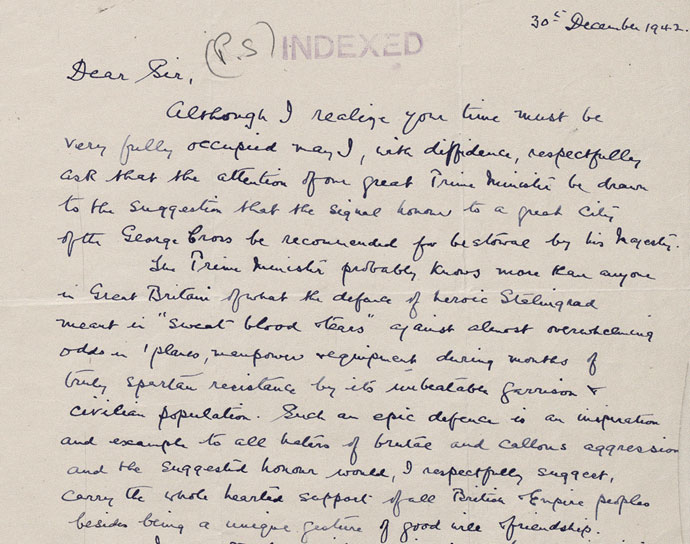 30th December 1942.
(P.S) INDEXED
Dear Sir,
Although I realize your time must be
very fully occupied may I, with diffidence, respectfully
ask that the attention of our great Prime Minister be drawn
to the suggestion that the signal honour to a great City
of the George Cross be recommended for bestowal by his Majesty.
The Prime Minister probably knows more than anyone
in Great Britain of what the defence of heroic Stalingrad
meant in "sweat blood & tears" against almost overwhelming
odds in 'planes, manpower & equipment during months of
truly Spartan resistance by its unbeatable garrison &
civilian population. Such an epic defence is an inspiration
and example to all haters of brutal and callous aggression
and the suggested honour would, I respectfully suggest,
carry the whole hearted support of all British & Empire peoples
besides being a unique gesture of good will & friendship.